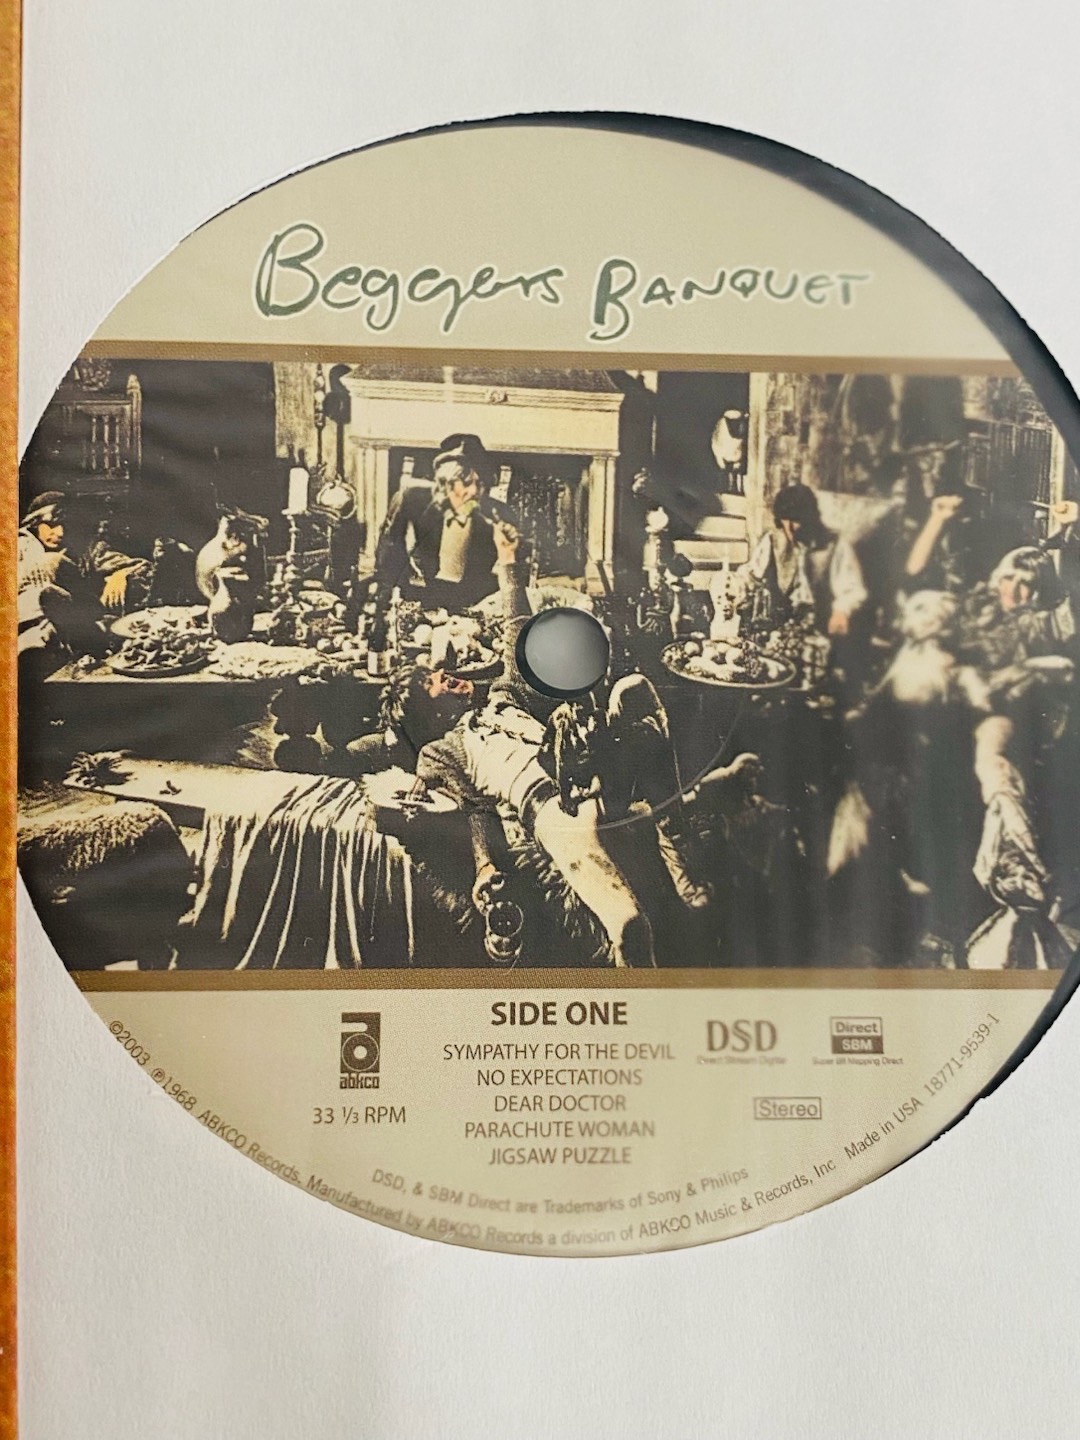 Beggars BANQUET
SIDE ONE
SYMPATHY FOR THE DEVIL
NO EXPECTATIONS
DEAR DOCTOR
PARACHUTE WOMAN
JIGSAW PUZZLE
abkco
33 ⅓ RPM
DSD
Direct Stream Digital
Direct
SBM
Super Bit Mapping Direct
Stereo
DSD, & SBM Direct are Trademarks of Sony & Philips
©2003 ℗1968 ABKCO Records, Manufactured by ABKCO Records a division of ABKCO Music & Records, Inc Made in USA 18771-9539-1